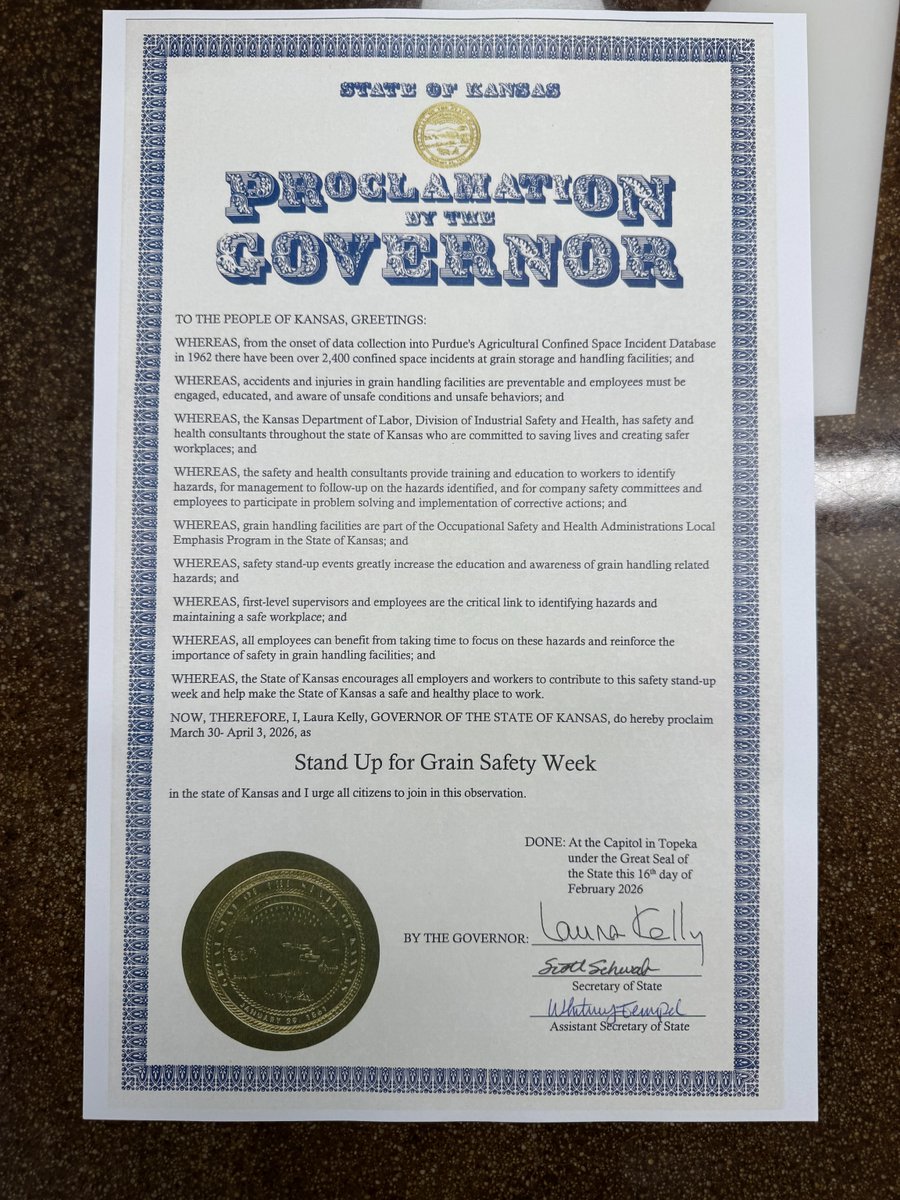 STATE OF KANSAS
PROCLAMATION
BY THE
GOVERNOR
TO THE PEOPLE OF KANSAS, GREETINGS:
WHEREAS, from the onset of data collection into Purdue's Agricultural Confined Space Incident Database
in 1962 there have been over 2,400 confined space incidents at grain storage and handling facilities; and
WHEREAS, accidents and injuries in grain handling facilities are preventable and employees must be
engaged, educated, and aware of unsafe conditions and unsafe behaviors; and
WHEREAS, the Kansas Department of Labor, Division of Industrial Safety and Health, has safety and
health consultants throughout the state of Kansas who are committed to saving lives and creating safer
workplaces; and
WHEREAS, the safety and health consultants provide training and education to workers to identify
hazards, for management to follow-up on the hazards identified, and for company safety committees and
employees to participate in problem solving and implementation of corrective actions; and
WHEREAS, grain handling facilities are part of the Occupational Safety and Health Administrations Local
Emphasis Program in the State of Kansas; and
WHEREAS, safety stand-up events greatly increase the education and awareness of grain handling related
hazards; and
WHEREAS, first-level supervisors and employees are the critical link to identifying hazards and
maintaining a safe workplace; and
WHEREAS, all employees can benefit from taking time to focus on these hazards and reinforce the
importance of safety in grain handling facilities; and
WHEREAS, the State of Kansas encourages all employers and workers to contribute to this safety stand-up
week and help make the State of Kansas a safe and healthy place to work.
NOW, THEREFORE, I, Laura Kelly, GOVERNOR OF THE STATE OF KANSAS, do hereby proclaim
March 30- April 3, 2026, as
Stand Up for Grain Safety Week
in the state of Kansas and I urge all citizens to join in this observation.
DONE: At the Capitol in Topeka
under the Great Seal of
the State this 16th day of
February 2026
BY THE GOVERNOR: Laura Kelly
Scott Schwab
Secretary of State
Whitney Tempel
Assistant Secretary of State
GREAT SEAL OF THE STATE OF KANSAS
JANUARY 29, 1861